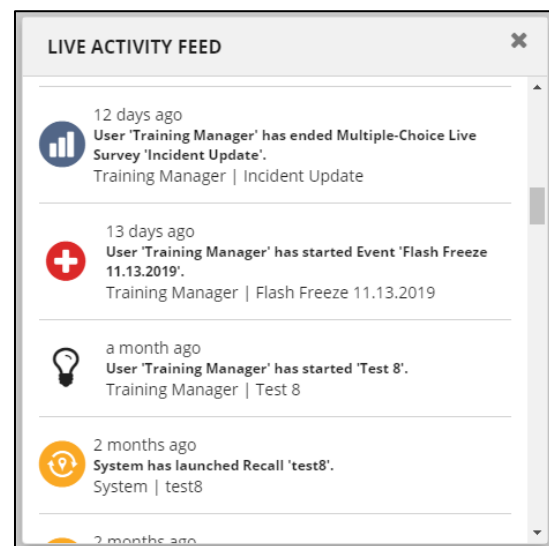 LIVE ACTIVITY FEED
12 days ago
User 'Training Manager' has ended Multiple-Choice Live
Survey 'Incident Update'.
Training Manager | Incident Update
13 days ago
User 'Training Manager' has started Event 'Flash Freeze
11.13.2019'.
Training Manager | Flash Freeze 11.13.2019
a month ago
User 'Training Manager' has started 'Test 8'.
Training Manager | Test 8
2 months ago
System has launched Recall 'test8'.
System | test8
2 months ago